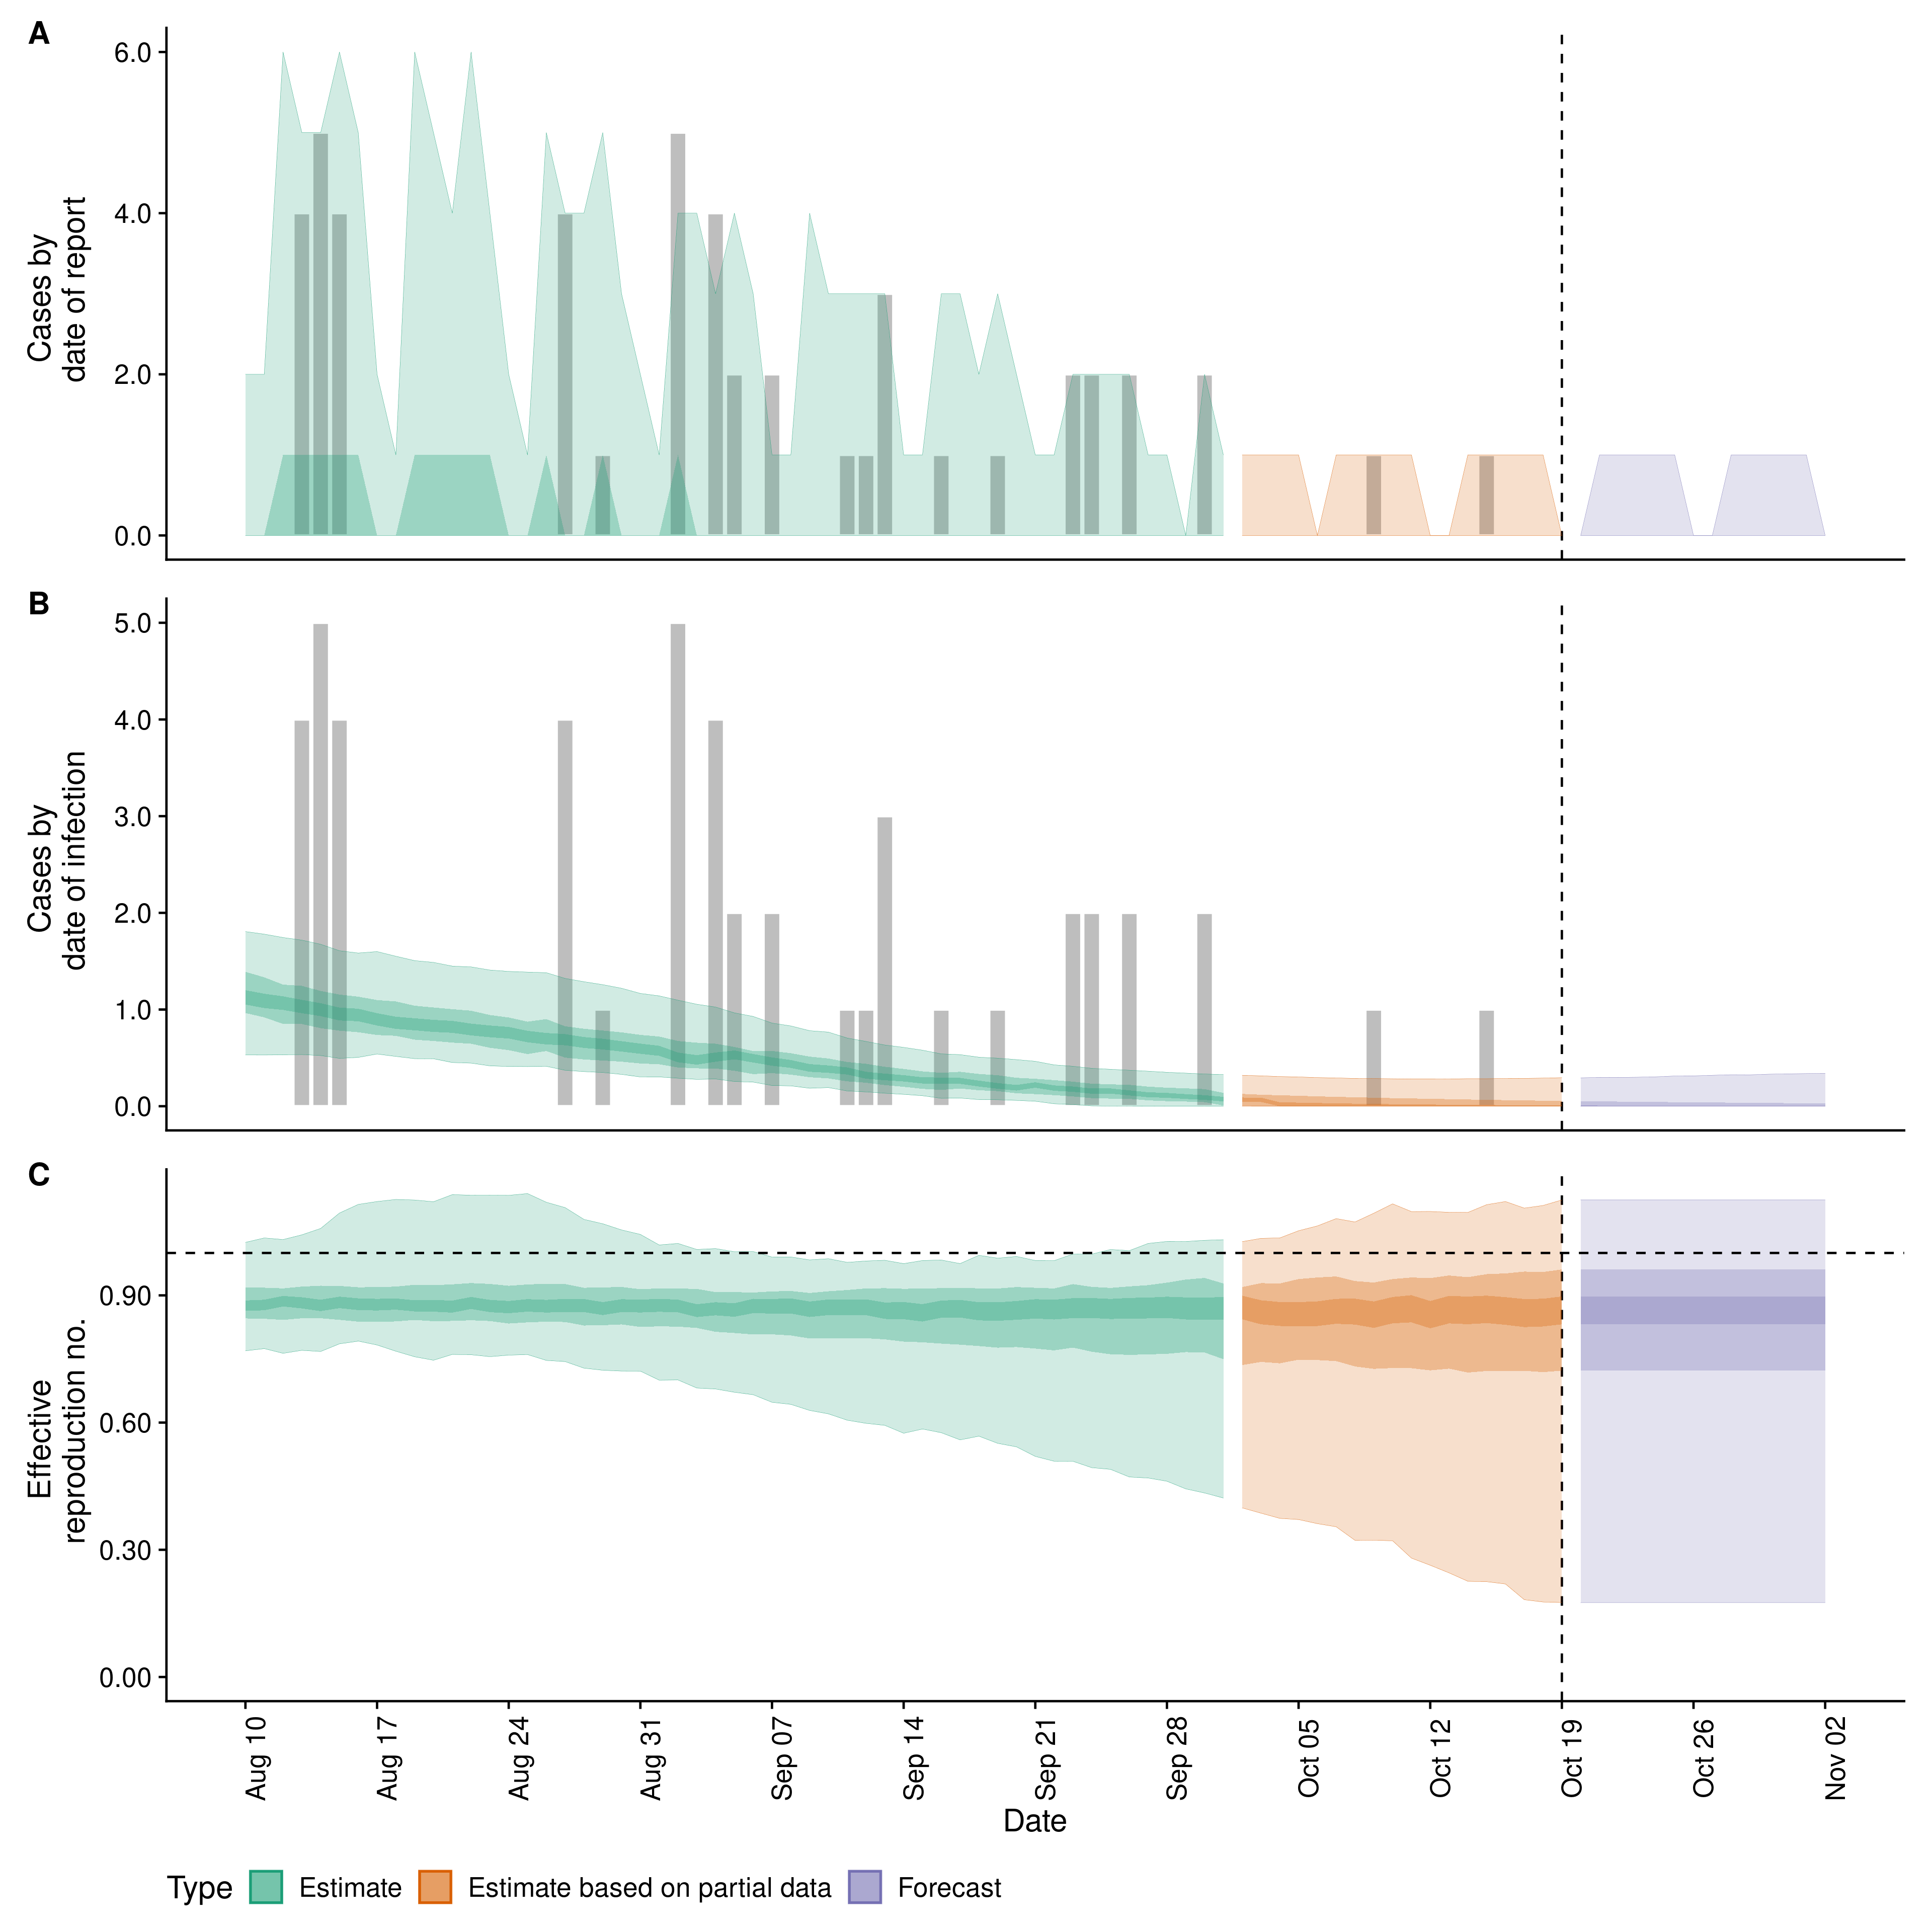 A
Cases by
date of report
6.0
4.0
2.0
0.0
B
Cases by
date of infection
5.0
4.0
3.0
2.0
1.0
0.0
C
Effective
reproduction no.
0.90
0.60
0.30
0.00
Aug 10
Aug 17
Aug 24
Aug 31
Sep 07
Sep 14
Sep 21
Sep 28
Oct 05
Oct 12
Oct 19
Oct 26
Nov 02
Date
Type Estimate Estimate based on partial data Forecast